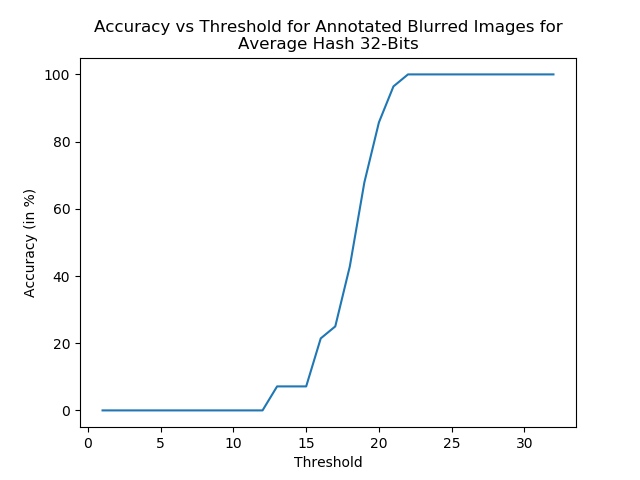 Accuracy vs Threshold for Annotated Blurred Images for
Average Hash 32-Bits
100
80
60
40
20
0
Accuracy (in %)
0 5 10 15 20 25 30
Threshold